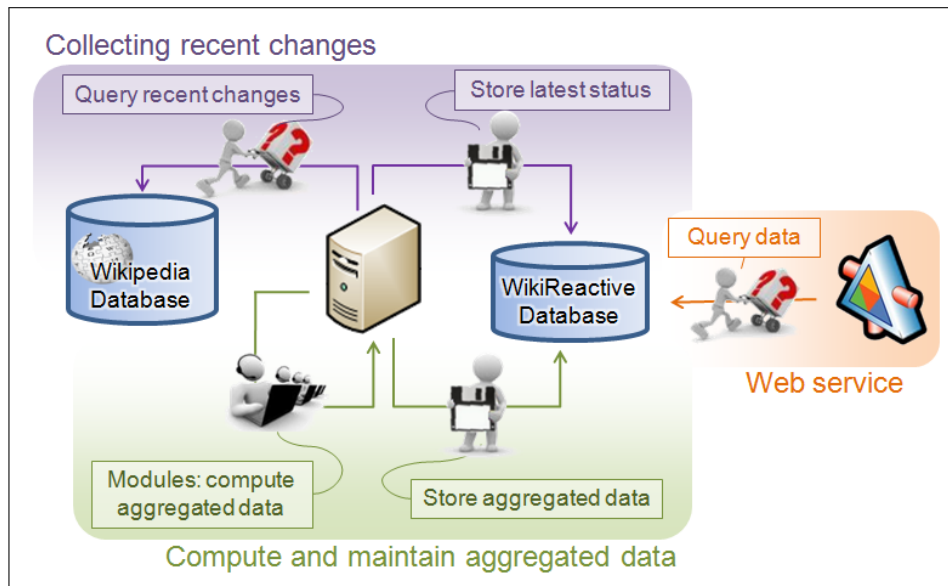 Collecting recent changes
Query recent changes
Store latest status
Wikipedia
Database
WikiReactive
Database
Query data
??
??
Web service
Modules: compute
aggregated data
Store aggregated data
Compute and maintain aggregated data